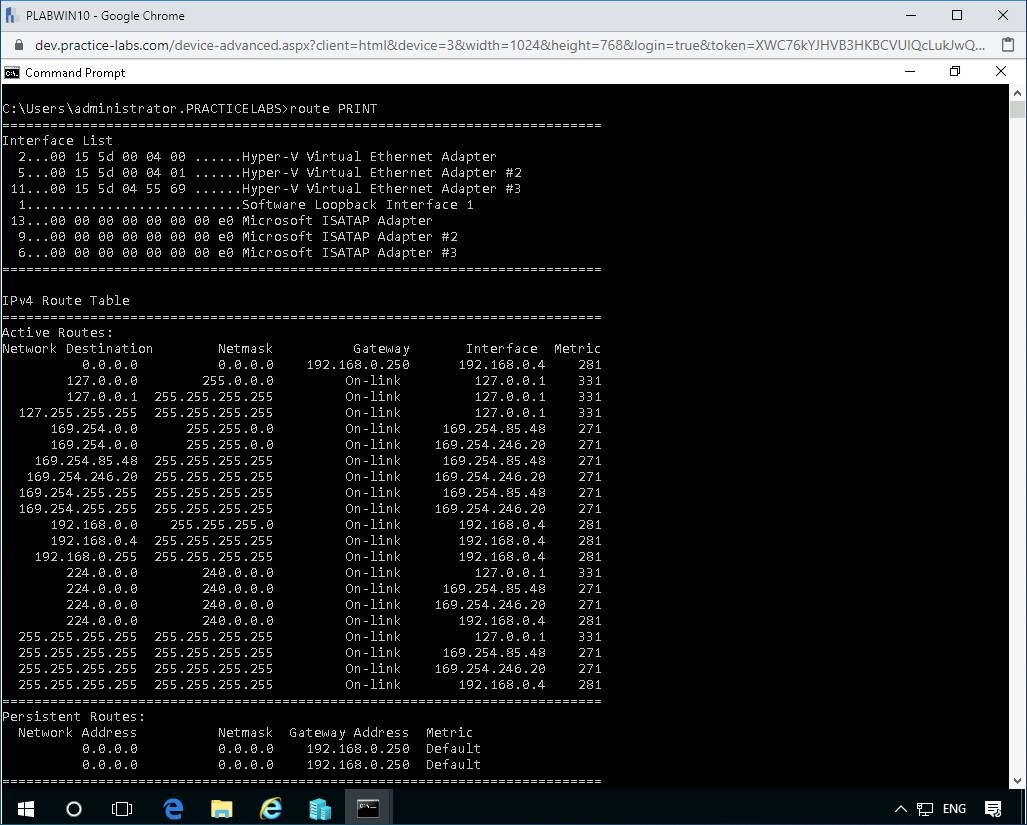 PLABWIN10 - Google Chrome
dev.practice-labs.com/device-advanced.aspx?client=html&device=3&width=1024&height=768&login=true&token=XWC76kYJHVB3HKBCVUIQcLukJwQ...
Command Prompt
C:\Users\administrator.PRACTICELABS>route PRINT
===========================================================================
Interface List
2...00 15 5d 00 04 00 ......Hyper-V Virtual Ethernet Adapter
5...00 15 5d 00 04 01 ......Hyper-V Virtual Ethernet Adapter #2
11...00 15 5d 04 55 69 ......Hyper-V Virtual Ethernet Adapter #3
1...........................Software Loopback Interface 1
13...00 00 00 00 00 00 00 e0 Microsoft ISATAP Adapter
9...00 00 00 00 00 00 00 e0 Microsoft ISATAP Adapter #2
6...00 00 00 00 00 00 00 e0 Microsoft ISATAP Adapter #3
===========================================================================
IPv4 Route Table
===========================================================================
Active Routes:
Network Destination Netmask Gateway Interface Metric
0.0.0.0 0.0.0.0 192.168.0.250 192.168.0.4 281
127.0.0.0 255.0.0.0 On-link 127.0.0.1 331
127.0.0.1 255.255.255.255 On-link 127.0.0.1 331
127.255.255.255 255.255.255.255 On-link 127.0.0.1 331
169.254.0.0 255.255.0.0 On-link 169.254.85.48 271
169.254.0.0 255.255.0.0 On-link 169.254.246.20 271
169.254.85.48 255.255.255.255 On-link 169.254.85.48 271
169.254.246.20 255.255.255.255 On-link 169.254.246.20 271
169.254.255.255 255.255.255.255 On-link 169.254.85.48 271
169.254.255.255 255.255.255.255 On-link 169.254.246.20 271
192.168.0.0 255.255.255.0 On-link 192.168.0.4 281
192.168.0.4 255.255.255.255 On-link 192.168.0.4 281
192.168.0.255 255.255.255.255 On-link 192.168.0.4 281
224.0.0.0 240.0.0.0 On-link 127.0.0.1 331
224.0.0.0 240.0.0.0 On-link 169.254.85.48 271
224.0.0.0 240.0.0.0 On-link 169.254.246.20 271
224.0.0.0 240.0.0.0 On-link 192.168.0.4 281
255.255.255.255 255.255.255.255 On-link 127.0.0.1 331
255.255.255.255 255.255.255.255 On-link 169.254.85.48 271
255.255.255.255 255.255.255.255 On-link 169.254.246.20 271
255.255.255.255 255.255.255.255 On-link 192.168.0.4 281
===========================================================================
Persistent Routes:
Network Address Netmask Gateway Address Metric
0.0.0.0 0.0.0.0 192.168.0.250 Default
0.0.0.0 0.0.0.0 192.168.0.250 Default
===========================================================================
ENG